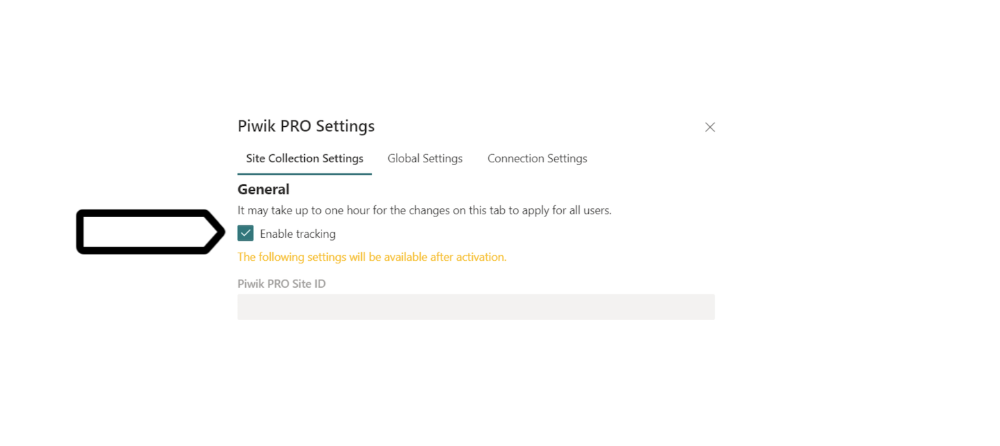 Piwik PRO Settings
Site Collection Settings Global Settings Connection Settings
General
It may take up to one hour for the changes on this tab to apply for all users.
Enable tracking
The following settings will be available after activation.
Piwik PRO Site ID